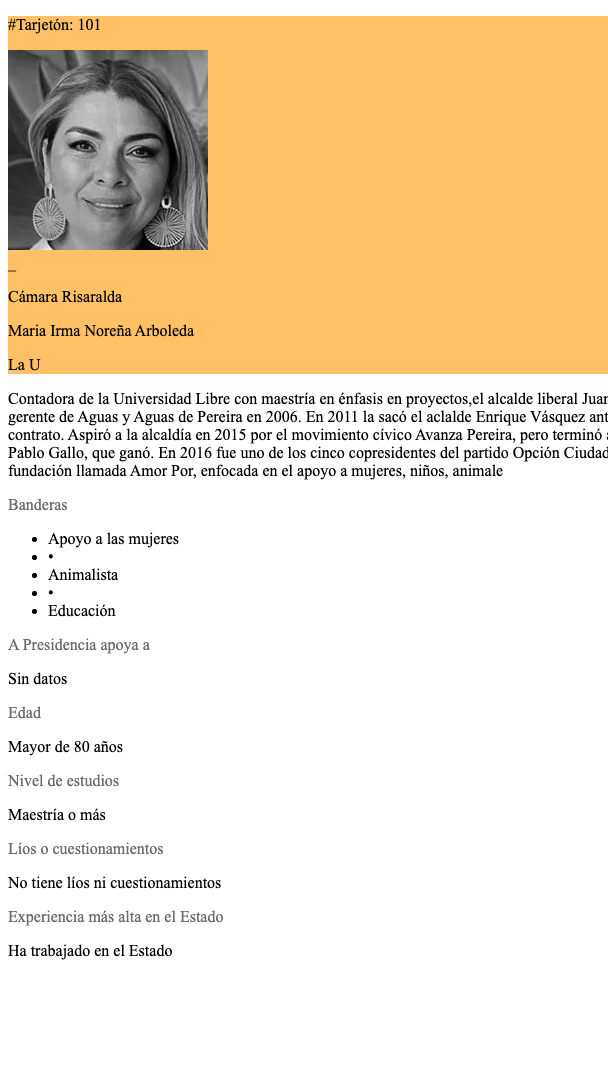 #Tarjetón: 101
_
Cámara Risaralda
Maria Irma Noreña Arboleda
La U
Contadora de la Universidad Libre con maestría en énfasis en proyectos,el alcalde liberal Juan
gerente de Aguas y Aguas de Pereira en 2006. En 2011 la sacó el aclalde Enrique Vásquez ant
contrato. Aspiró a la alcaldía en 2015 por el movimiento cívico Avanza Pereira, pero terminó a
Pablo Gallo, que ganó. En 2016 fue uno de los cinco copresidentes del partido Opción Ciudad
fundación llamada Amor Por, enfocada en el apoyo a mujeres, niños, animale
Banderas
• Apoyo a las mujeres
• •
• Animalista
• •
• Educación
A Presidencia apoya a
Sin datos
Edad
Mayor de 80 años
Nivel de estudios
Maestría o más
Líos o cuestionamientos
No tiene líos ni cuestionamientos
Experiencia más alta en el Estado
Ha trabajado en el Estado